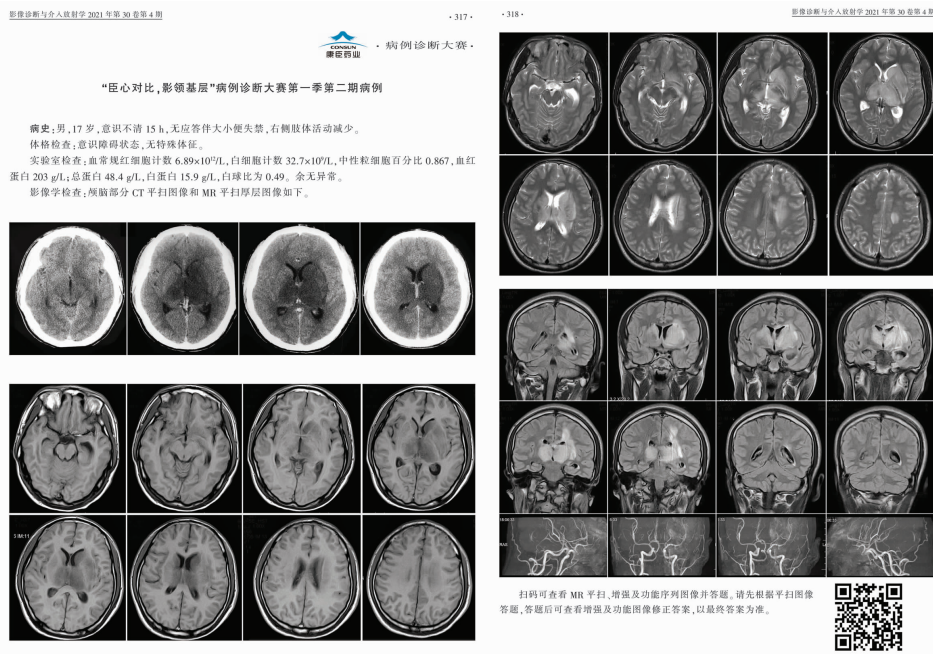 影像诊断与介入放射学 2021 年第 30 卷第 4 期
· 317 ·
CONSUN
康臣药业
· 病例诊断大赛 ·
“臣心对比,影领基层”病例诊断大赛第一季第二期病例
病史:男,17 岁,意识不清 15 h,无应答伴大小便失禁,右侧肢体活动减少。
体格检查:意识障碍状态,无特殊体征。
实验室检查:血常规红细胞计数 6.89×10¹²/L,白细胞计数 32.7×10⁹/L,中性粒细胞百分比 0.867,血红
蛋白 203 g/L;总蛋白 48.4 g/L,白蛋白 15.9 g/L,白球比为 0.49。余无异常。
影像学检查:颅脑部分 CT 平扫图像和 MR 平扫厚层图像如下。
· 318 ·
影像诊断与介入放射学 2021 年第 30 卷第 4 期
扫码可查看 MR 平扫、增强及功能序列图像并答题。请先根据平扫图像
答题,答题后可查看增强及功能图像修正答案,以最终答案为准。